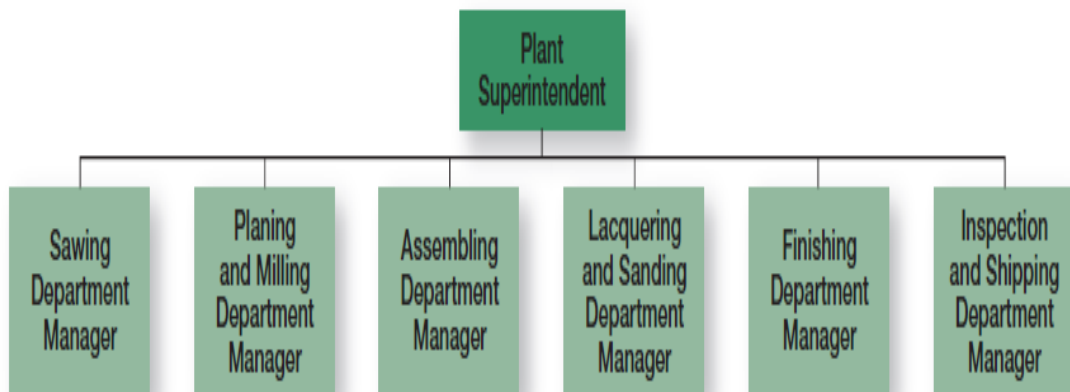 Plant
Superintendent
Sawing
Department
Manager
Planing
and Milling
Department
Manager
Assembling
Department
Manager
Lacquering
and Sanding
Department
Manager
Finishing
Department
Manager
Inspection
and Shipping
Department
Manager